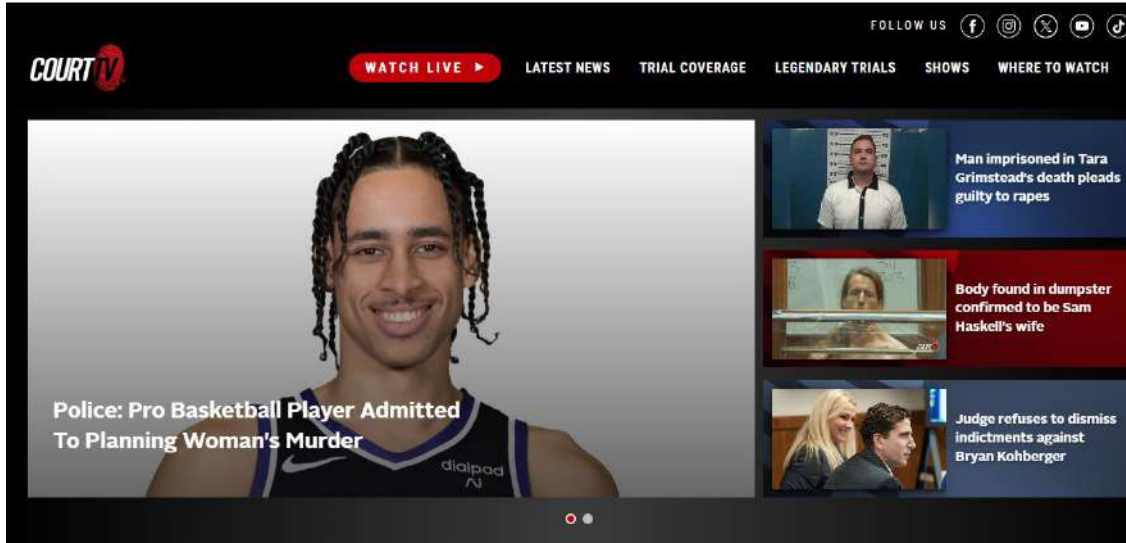 FOLLOW US
COURT TV
WATCH LIVE
LATEST NEWS
TRIAL COVERAGE
LEGENDARY TRIALS
SHOWS
WHERE TO WATCH
Police: Pro Basketball Player Admitted
To Planning Woman's Murder
dialpad
Man imprisoned in Tara
Grimstead's death pleads
guilty to rapes
Body found in dumpster
confirmed to be Sam
Haskell's wife
Judge refuses to dismiss
indictments against
Bryan Kohberger